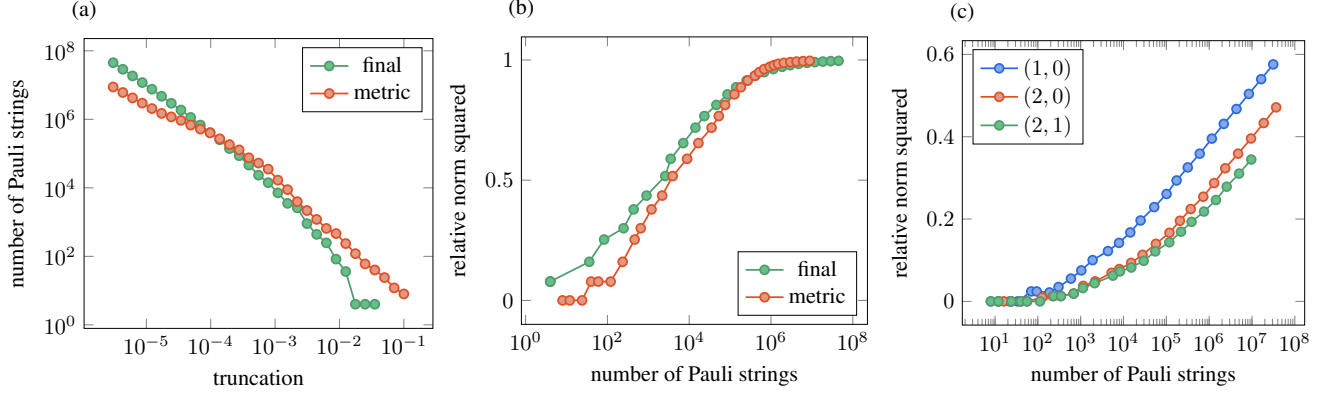 (a)
number of Pauli strings
10^8
10^6
10^4
10^2
10^0
final
metric
10^−5
10^−4
10^−3
10^−2
10^−1
truncation
(b)
relative norm squared
1
0.5
0
final
metric
10^0
10^2
10^4
10^6
10^8
number of Pauli strings
(c)
relative norm squared
0.6
0.4
0.2
0
(1, 0)
(2, 0)
(2, 1)
10^1
10^2
10^3
10^4
10^5
10^6
10^7
10^8
number of Pauli strings